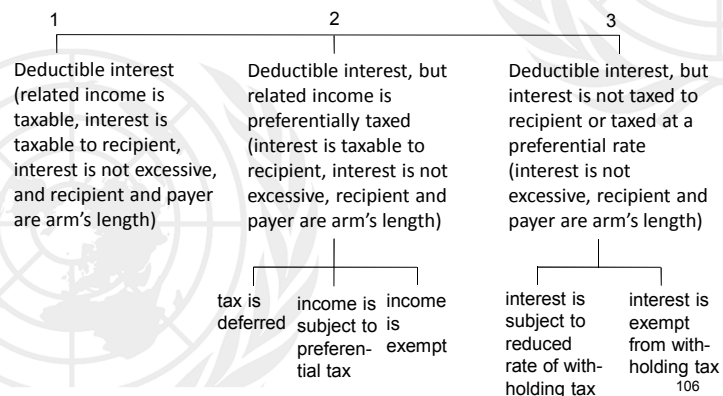 1
2
3
Deductible interest
(related income is
taxable, interest is
taxable to recipient,
interest is not excessive,
and recipient and payer
are arm’s length)
Deductible interest, but
related income is
preferentially taxed
(interest is taxable to
recipient, interest is not
excessive, recipient and
payer are arm’s length)
Deductible interest, but
interest is not taxed to
recipient or taxed at a
preferential rate
(interest is not
excessive, recipient and
payer are arm’s length)
tax is
deferred
income is
subject to
preferen-
tial tax
income
is
exempt
interest is
subject to
reduced
rate of with-
holding tax
interest is
exempt
from with-
holding tax
106